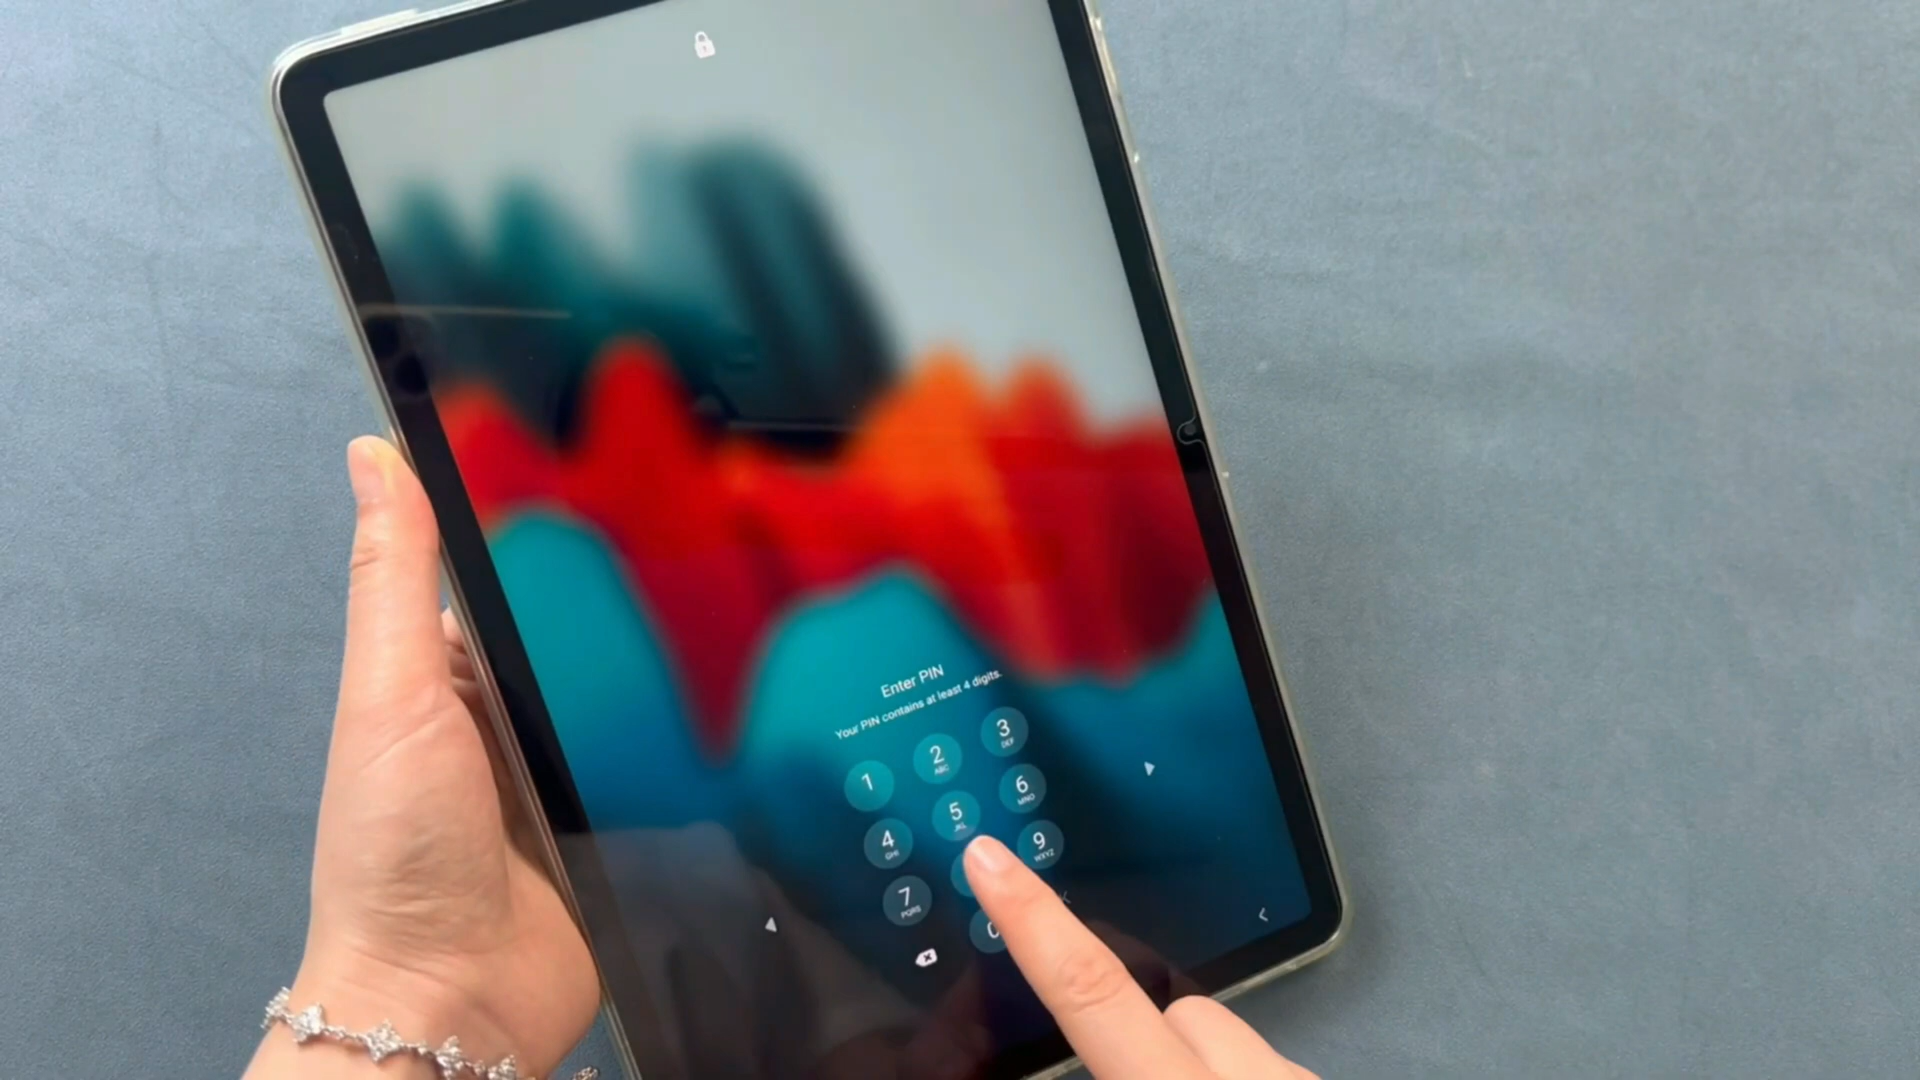 Enter PIN
Your PIN contains at least 4 digits.
1
2 ABC
3 DEF
4 GHI
5 JKL
6 MNO
7 PQRS
9 WXYZ
0